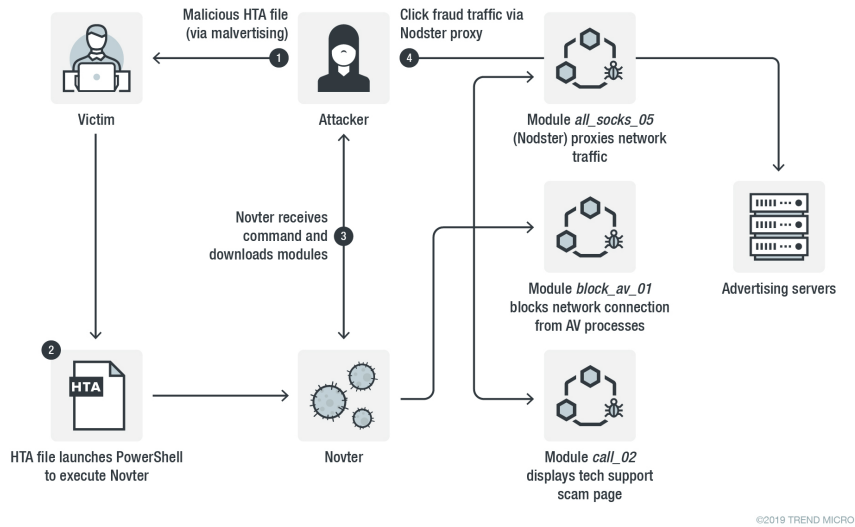 Malicious HTA file
(via malvertising)
1
Click fraud traffic via
Nodster proxy
4
Victim
Attacker
Module all_socks_05
(Nodster) proxies network
traffic
Novter receives
command and
downloads modules
3
Module block_av_01
blocks network connection
from AV processes
Advertising servers
2
HTA
HTA file launches PowerShell
to execute Novter
Novter
Module call_02
displays tech support
scam page
©2019 TREND MICRO